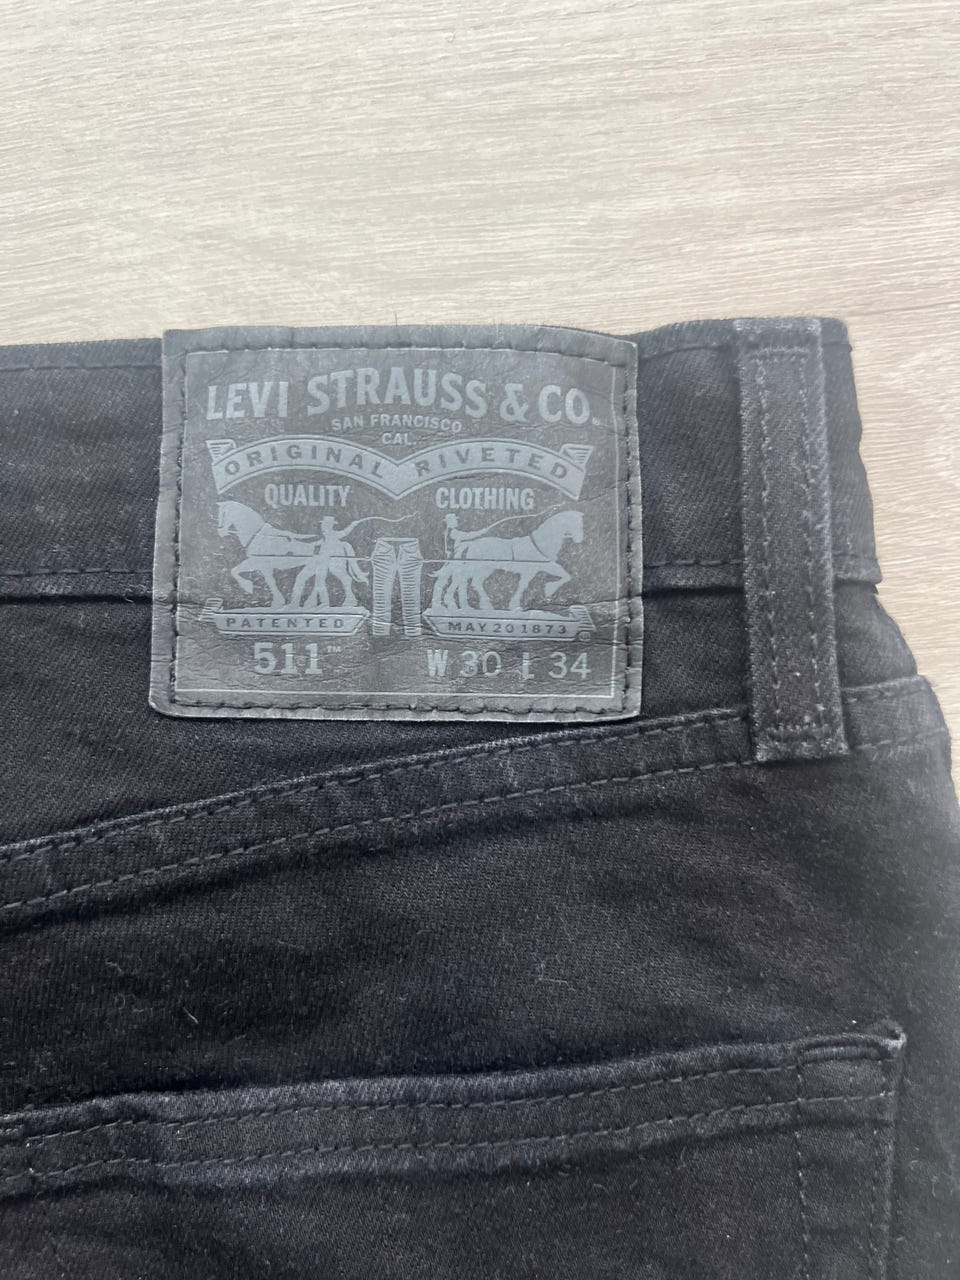 LEVI STRAUSS & CO.
SAN FRANCISCO
CAL.
ORIGINAL RIVETED
QUALITY CLOTHING
PATENTED MAY 20 1873
511™ W 30 L 34